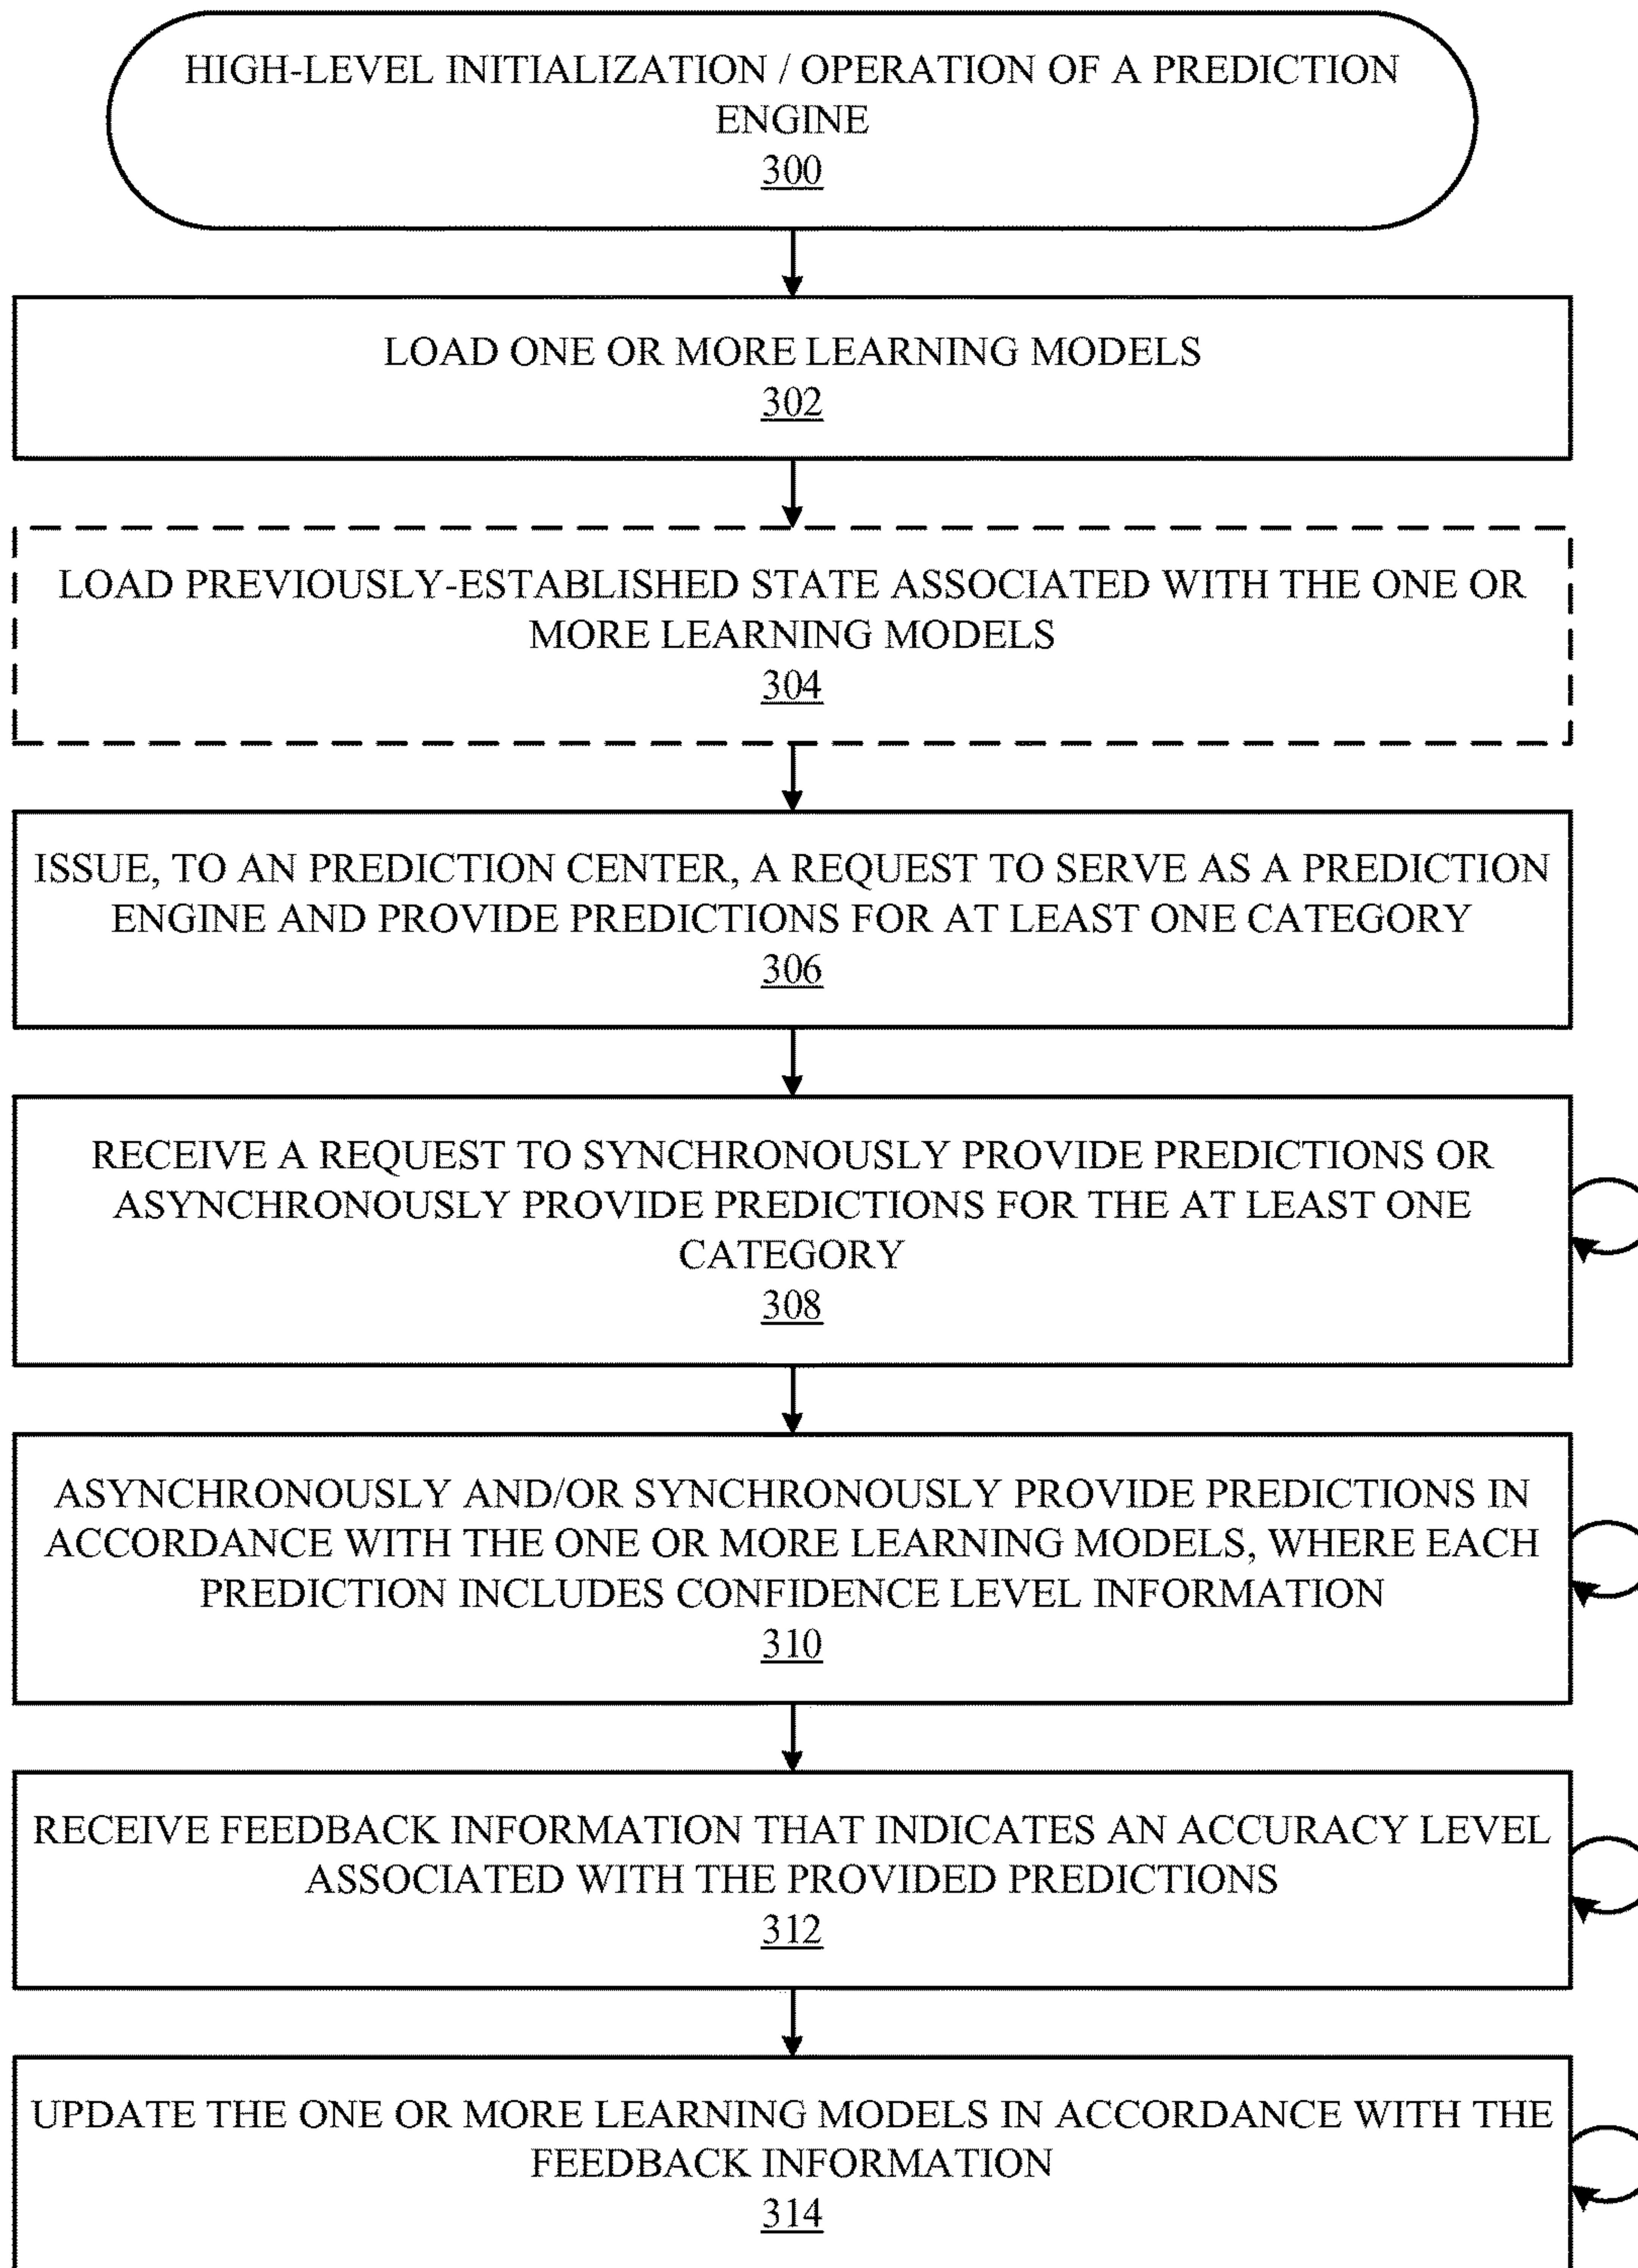 HIGH-LEVEL INITIALIZATION / OPERATION OF A PREDICTION
ENGINE
300
LOAD ONE OR MORE LEARNING MODELS
302
LOAD PREVIOUSLY-ESTABLISHED STATE ASSOCIATED WITH THE ONE OR
MORE LEARNING MODELS
304
ISSUE, TO AN PREDICTION CENTER, A REQUEST TO SERVE AS A PREDICTION
ENGINE AND PROVIDE PREDICTIONS FOR AT LEAST ONE CATEGORY
306
RECEIVE A REQUEST TO SYNCHRONOUSLY PROVIDE PREDICTIONS OR
ASYNCHRONOUSLY PROVIDE PREDICTIONS FOR THE AT LEAST ONE
CATEGORY
308
ASYNCHRONOUSLY AND/OR SYNCHRONOUSLY PROVIDE PREDICTIONS IN
ACCORDANCE WITH THE ONE OR MORE LEARNING MODELS, WHERE EACH
PREDICTION INCLUDES CONFIDENCE LEVEL INFORMATION
310
RECEIVE FEEDBACK INFORMATION THAT INDICATES AN ACCURACY LEVEL
ASSOCIATED WITH THE PROVIDED PREDICTIONS
312
UPDATE THE ONE OR MORE LEARNING MODELS IN ACCORDANCE WITH THE
FEEDBACK INFORMATION
314